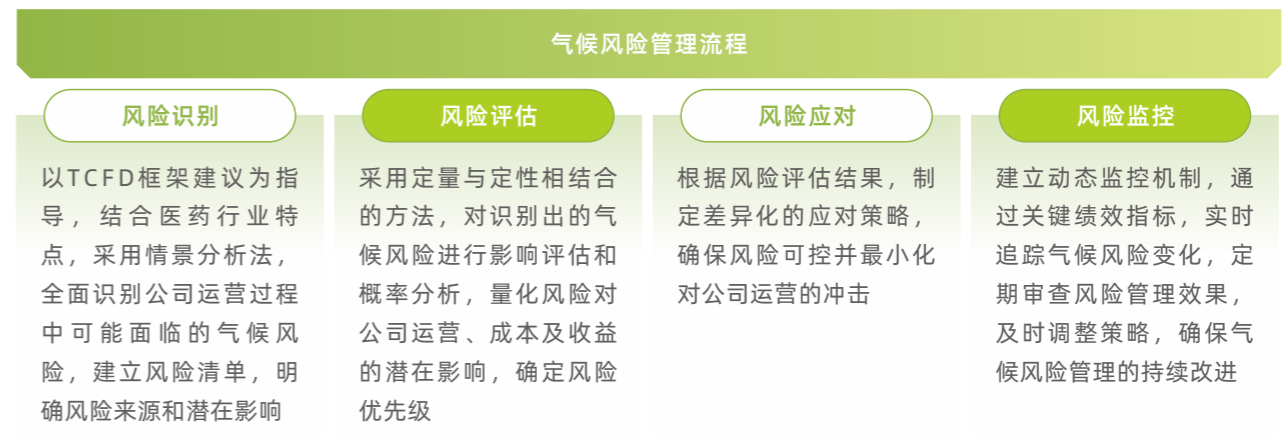 气候风险管理流程
风险识别
以TCFD框架建议为指
导，结合医药行业特
点，采用情景分析法，
全面识别公司运营过程
中可能面临的气候风
险，建立风险清单，明
确风险来源和潜在影响
风险评估
采用定量与定性相结合
的方法，对识别出的气
候风险进行影响评估和
概率分析，量化风险对
公司运营、成本及收益
的潜在影响，确定风险
优先级
风险应对
根据风险评估结果，制
定差异化的应对策略，
确保风险可控并最小化
对公司运营的冲击
风险监控
建立动态监控机制，通
过关键绩效指标，实时
追踪气候风险变化，定
期审查风险管理效果，
及时调整策略，确保气
候风险管理的持续改进